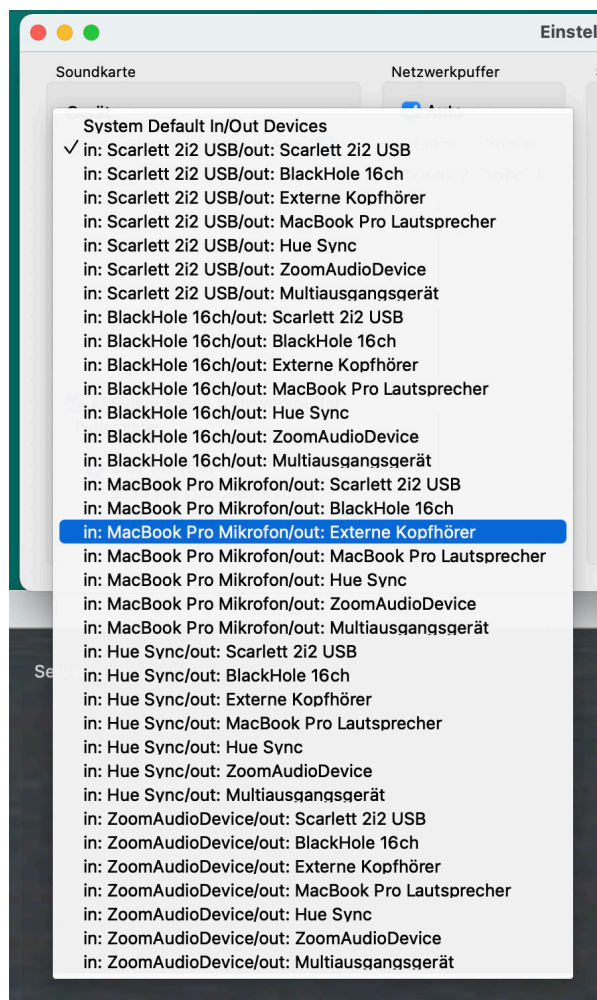 Einstel
Soundkarte
Netzwerkpuffer
Auto
System Default In/Out Devices
✓ in: Scarlett 2i2 USB/out: Scarlett 2i2 USB
in: Scarlett 2i2 USB/out: BlackHole 16ch
in: Scarlett 2i2 USB/out: Externe Kopfhörer
in: Scarlett 2i2 USB/out: MacBook Pro Lautsprecher
in: Scarlett 2i2 USB/out: Hue Sync
in: Scarlett 2i2 USB/out: ZoomAudioDevice
in: Scarlett 2i2 USB/out: Multiausgangsgerät
in: BlackHole 16ch/out: Scarlett 2i2 USB
in: BlackHole 16ch/out: BlackHole 16ch
in: BlackHole 16ch/out: Externe Kopfhörer
in: BlackHole 16ch/out: MacBook Pro Lautsprecher
in: BlackHole 16ch/out: Hue Sync
in: BlackHole 16ch/out: ZoomAudioDevice
in: BlackHole 16ch/out: Multiausgangsgerät
in: MacBook Pro Mikrofon/out: Scarlett 2i2 USB
in: MacBook Pro Mikrofon/out: BlackHole 16ch
in: MacBook Pro Mikrofon/out: Externe Kopfhörer
in: MacBook Pro Mikrofon/out: MacBook Pro Lautsprecher
in: MacBook Pro Mikrofon/out: Hue Sync
in: MacBook Pro Mikrofon/out: ZoomAudioDevice
in: MacBook Pro Mikrofon/out: Multiausgangsgerät
in: Hue Sync/out: Scarlett 2i2 USB
in: Hue Sync/out: BlackHole 16ch
in: Hue Sync/out: Externe Kopfhörer
in: Hue Sync/out: MacBook Pro Lautsprecher
in: Hue Sync/out: Hue Sync
in: Hue Sync/out: ZoomAudioDevice
in: Hue Sync/out: Multiausgangsgerät
in: ZoomAudioDevice/out: Scarlett 2i2 USB
in: ZoomAudioDevice/out: BlackHole 16ch
in: ZoomAudioDevice/out: Externe Kopfhörer
in: ZoomAudioDevice/out: MacBook Pro Lautsprecher
in: ZoomAudioDevice/out: Hue Sync
in: ZoomAudioDevice/out: ZoomAudioDevice
in: ZoomAudioDevice/out: Multiausgangsgerät